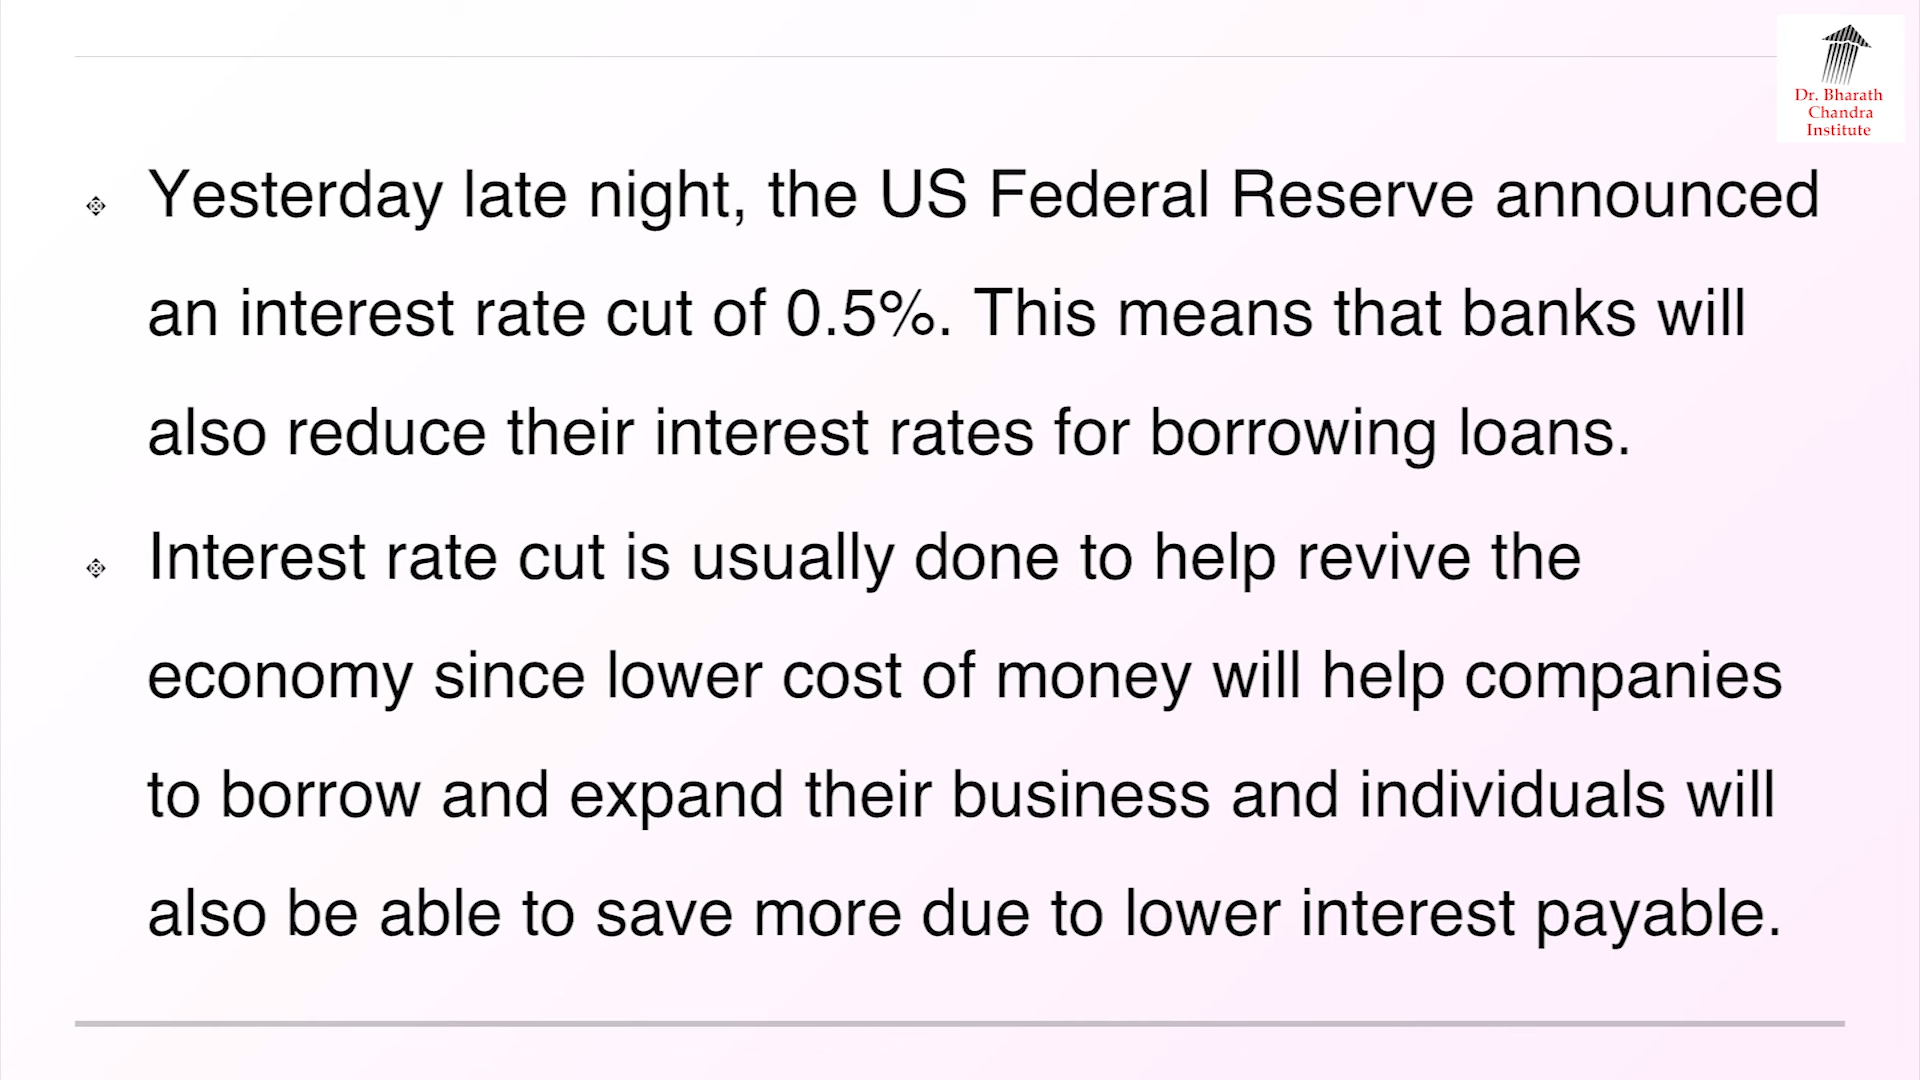 Dr. Bharath
Chandra
Institute
Yesterday late night, the US Federal Reserve announced
an interest rate cut of 0.5%. This means that banks will
also reduce their interest rates for borrowing loans.
Interest rate cut is usually done to help revive the
economy since lower cost of money will help companies
to borrow and expand their business and individuals will
also be able to save more due to lower interest payable.